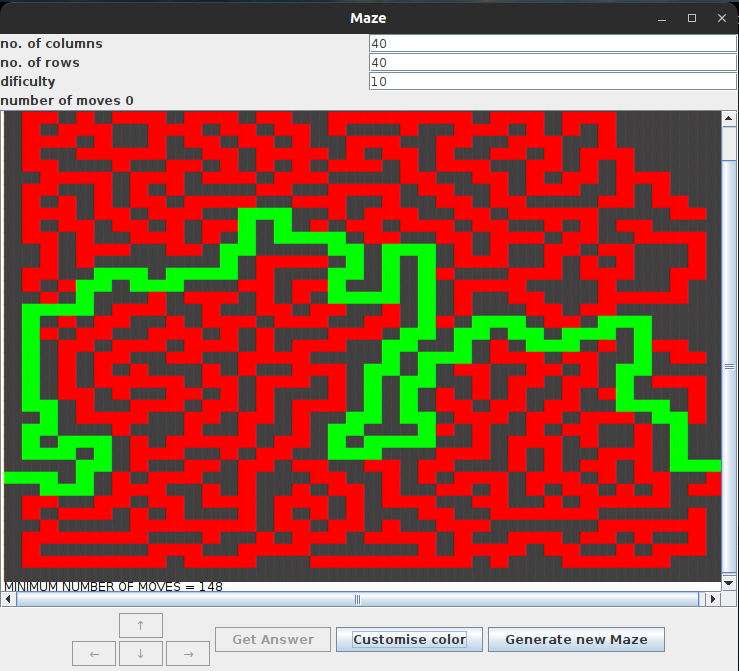 Maze
no. of columns 40
no. of rows 40
dificulty 10
number of moves 0
MINIMUM NUMBER OF MOVES = 148
↑
← ↓ → Get Answer Customise color Generate new Maze